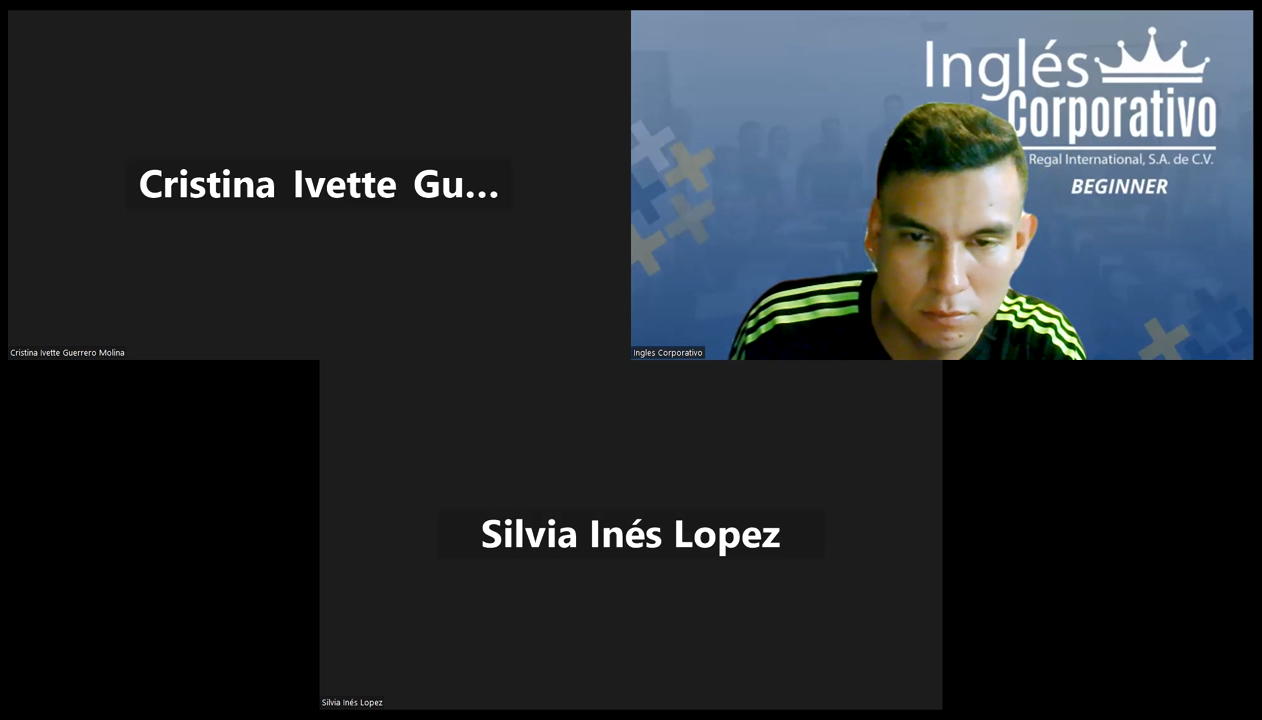 Cristina Ivette Gu...
Cristina Ivette Guerrero Molina
Inglés
Corporativo
Regal International, S.A. de C.V.
BEGINNER
Ingles Corporativo
Silvia Inés Lopez
Silvia Inés Lopez